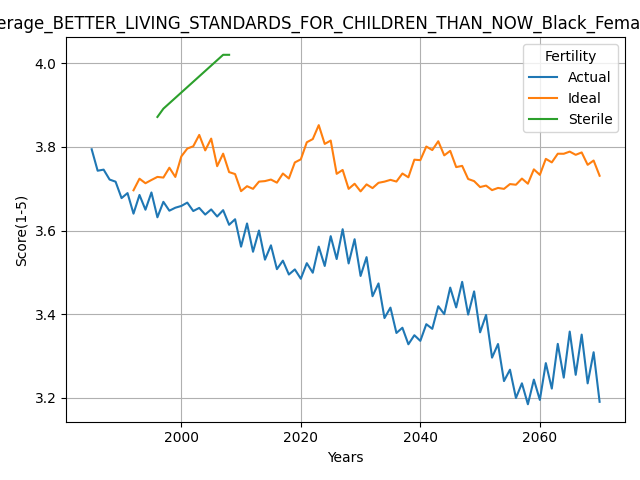 erage_BETTER_LIVING_STANDARDS_FOR_CHILDREN_THAN_NOW_Black_Fema
Fertility
Actual
Ideal
Sterile
Score(1-5)
4.0
3.8
3.6
3.4
3.2
2000
2020
2040
2060
Years